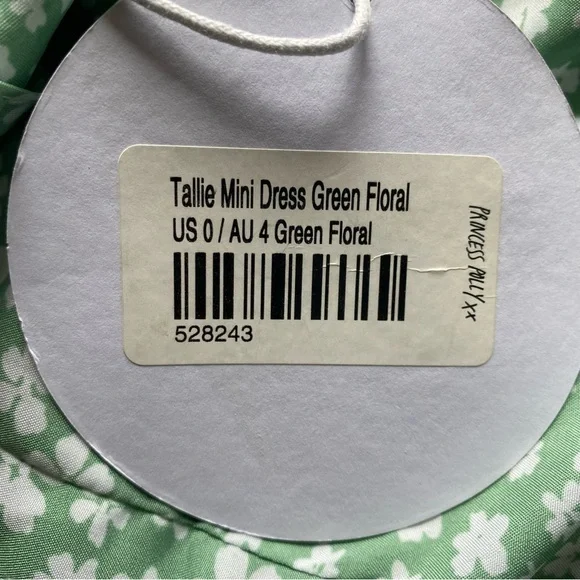 Tallie Mini Dress Green Floral
US 0 / AU 4 Green Floral
528243
PRINCESS POLLY xx